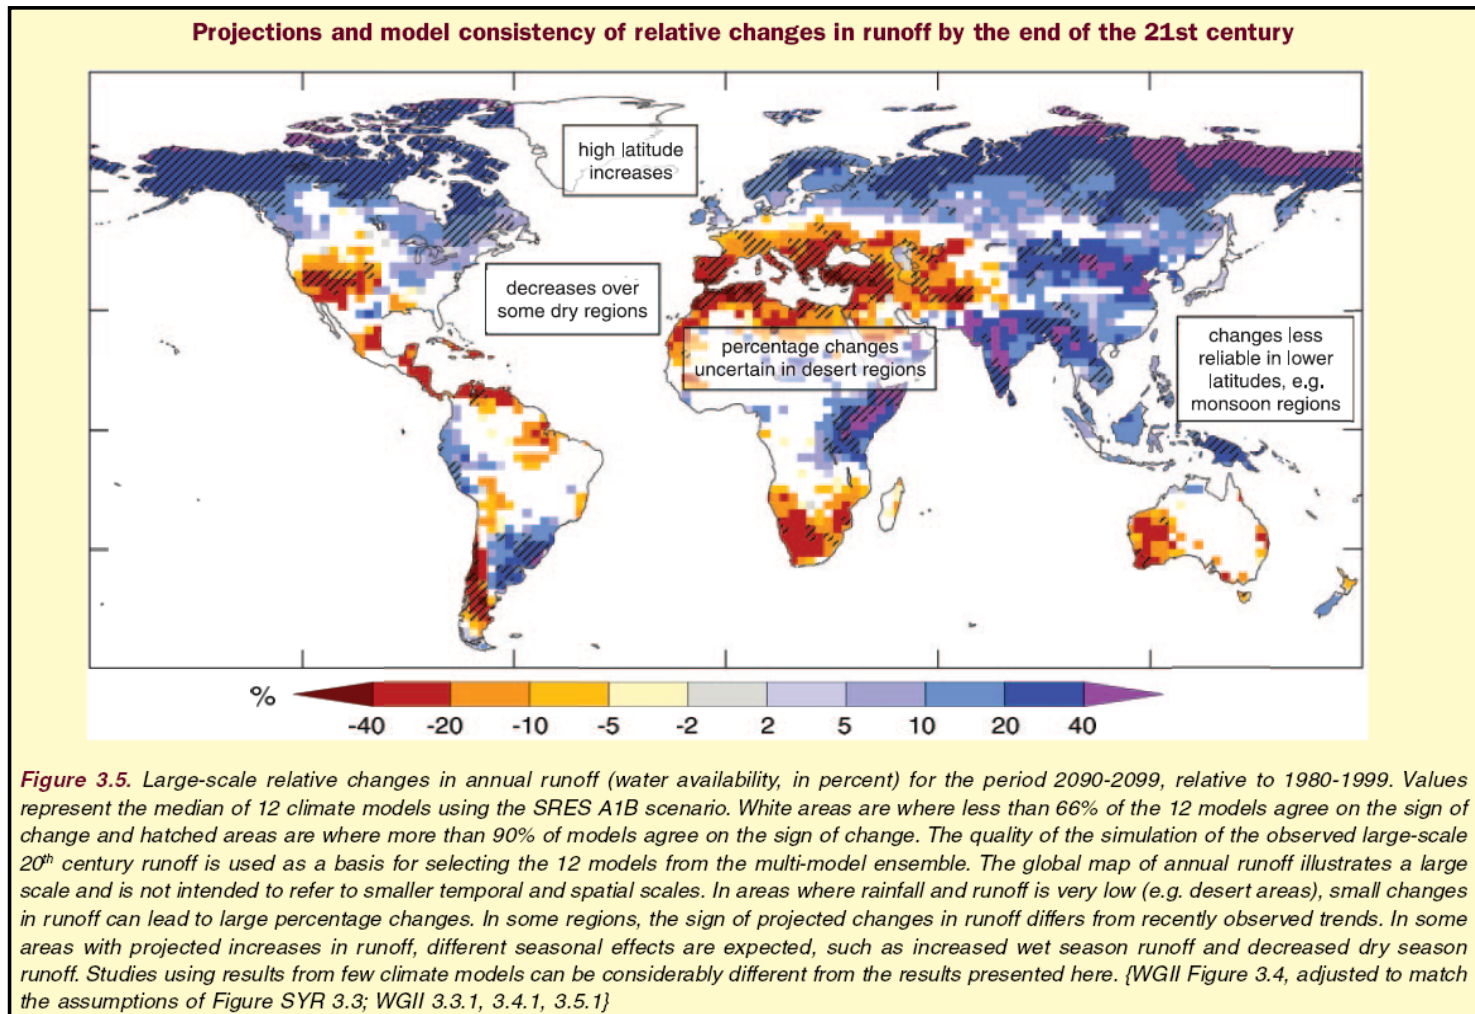 Projections and model consistency of relative changes in runoff by the end of the 21st century
high latitude
increases
decreases over
some dry regions
percentage changes
uncertain in desert regions
changes less
reliable in lower
latitudes, e.g.
monsoon regions
%
-40 -20 -10 -5 -2 2 5 10 20 40
Figure 3.5. Large-scale relative changes in annual runoff (water availability, in percent) for the period 2090-2099, relative to 1980-1999. Values
represent the median of 12 climate models using the SRES A1B scenario. White areas are where less than 66% of the 12 models agree on the sign of
change and hatched areas are where more than 90% of models agree on the sign of change. The quality of the simulation of the observed large-scale
20th century runoff is used as a basis for selecting the 12 models from the multi-model ensemble. The global map of annual runoff illustrates a large
scale and is not intended to refer to smaller temporal and spatial scales. In areas where rainfall and runoff is very low (e.g. desert areas), small changes
in runoff can lead to large percentage changes. In some regions, the sign of projected changes in runoff differs from recently observed trends. In some
areas with projected increases in runoff, different seasonal effects are expected, such as increased wet season runoff and decreased dry season
runoff. Studies using results from few climate models can be considerably different from the results presented here. {WGII Figure 3.4, adjusted to match
the assumptions of Figure SYR 3.3; WGII 3.3.1, 3.4.1, 3.5.1}